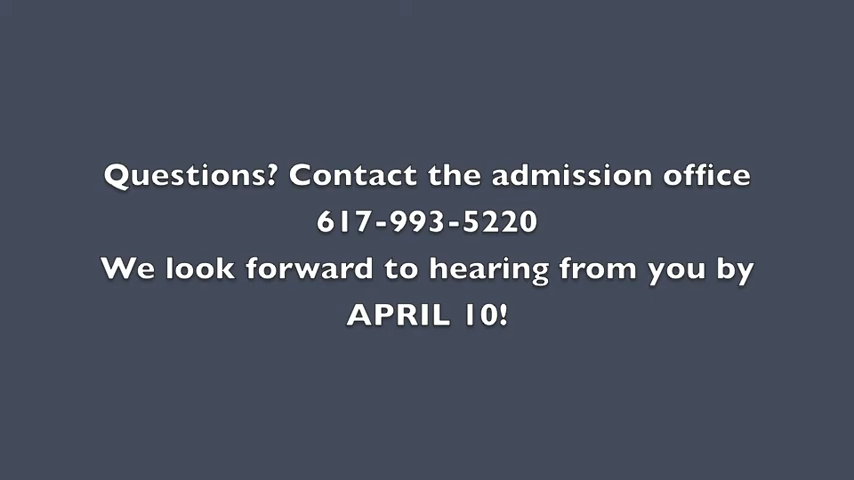 Questions? Contact the admission office
617-993-5220
We look forward to hearing from you by
APRIL 10!